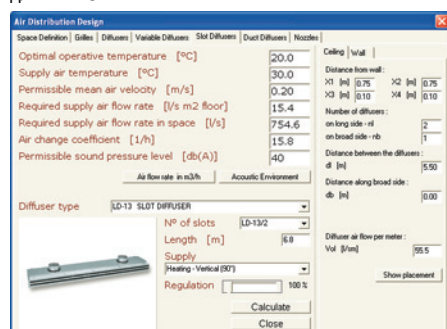 Air Distribution Design
Space Definition Grilles Diffusers Variable Diffusers Slot Diffusers Duct Diffusers Nozzles
Optimal operative temperature [ºC] 20.0
Supply air temperature [ºC] 30.0
Permissible mean air velocity [m/s] 0.20
Required supply air flow rate [l/s m2 floor] 15.4
Required supply air flow rate in space [l/s] 754.6
Air change coefficient [1/h] 15.8
Permissible sound pressure level [db(A)] 40
Air flow rate in m3/h Acoustic Environment
Diffuser type LD-13 SLOT DIFFUSER
Nº of slots LD-13/2
Length [m] 6.8
Supply
Heating - Vertical (90°)
Regulation 100 %
Calculate
Close
Ceiling Wall
Distance from wall :
X1 [m] 0.75 X2 [m] 0.75
X3 [m] 0.10 X4 [m] 0.10
Number of diffusers :
on long side - nl 2
on broad side - nb 1
Distance between the diffusers :
dl [m] 5.50
Distance along broad side :
db [m] 0.00
Diffuser air flow per meter :
Vol [l/sm] 55.5
Show placement